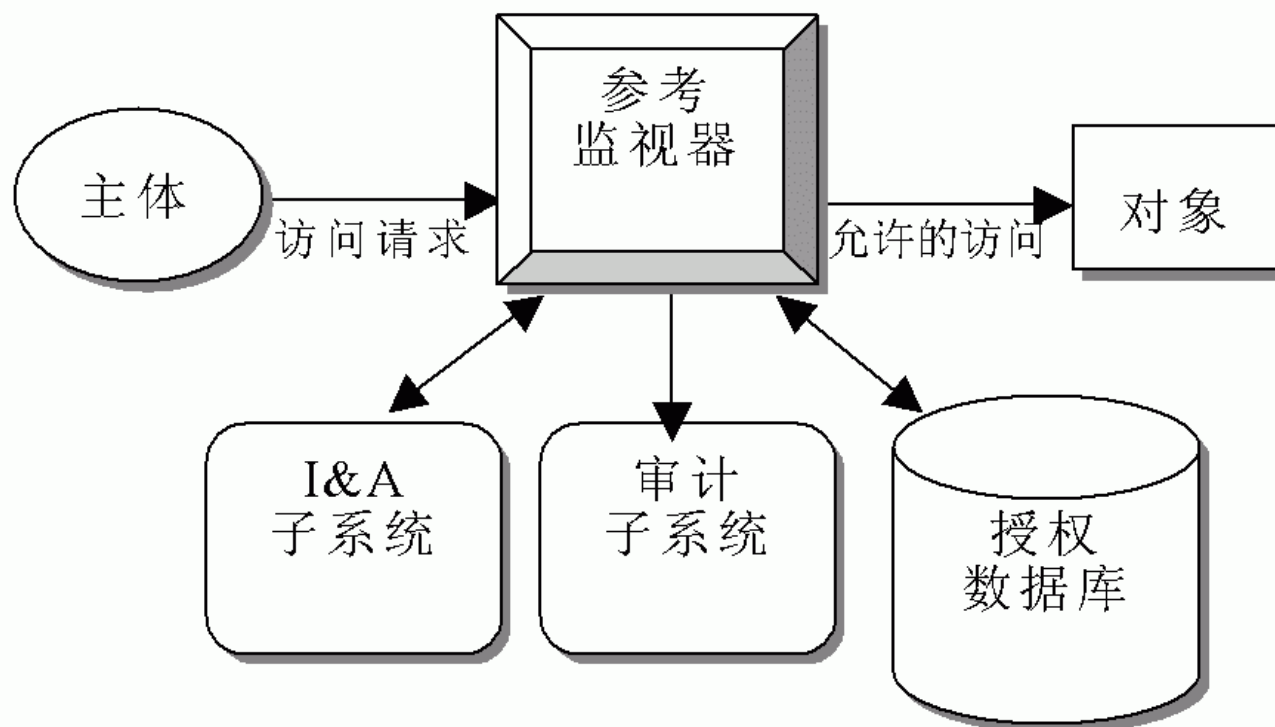 参考
监视器
主体
访问请求
允许的访问
对象
I&A
子系统
审计
子系统
授权
数据库